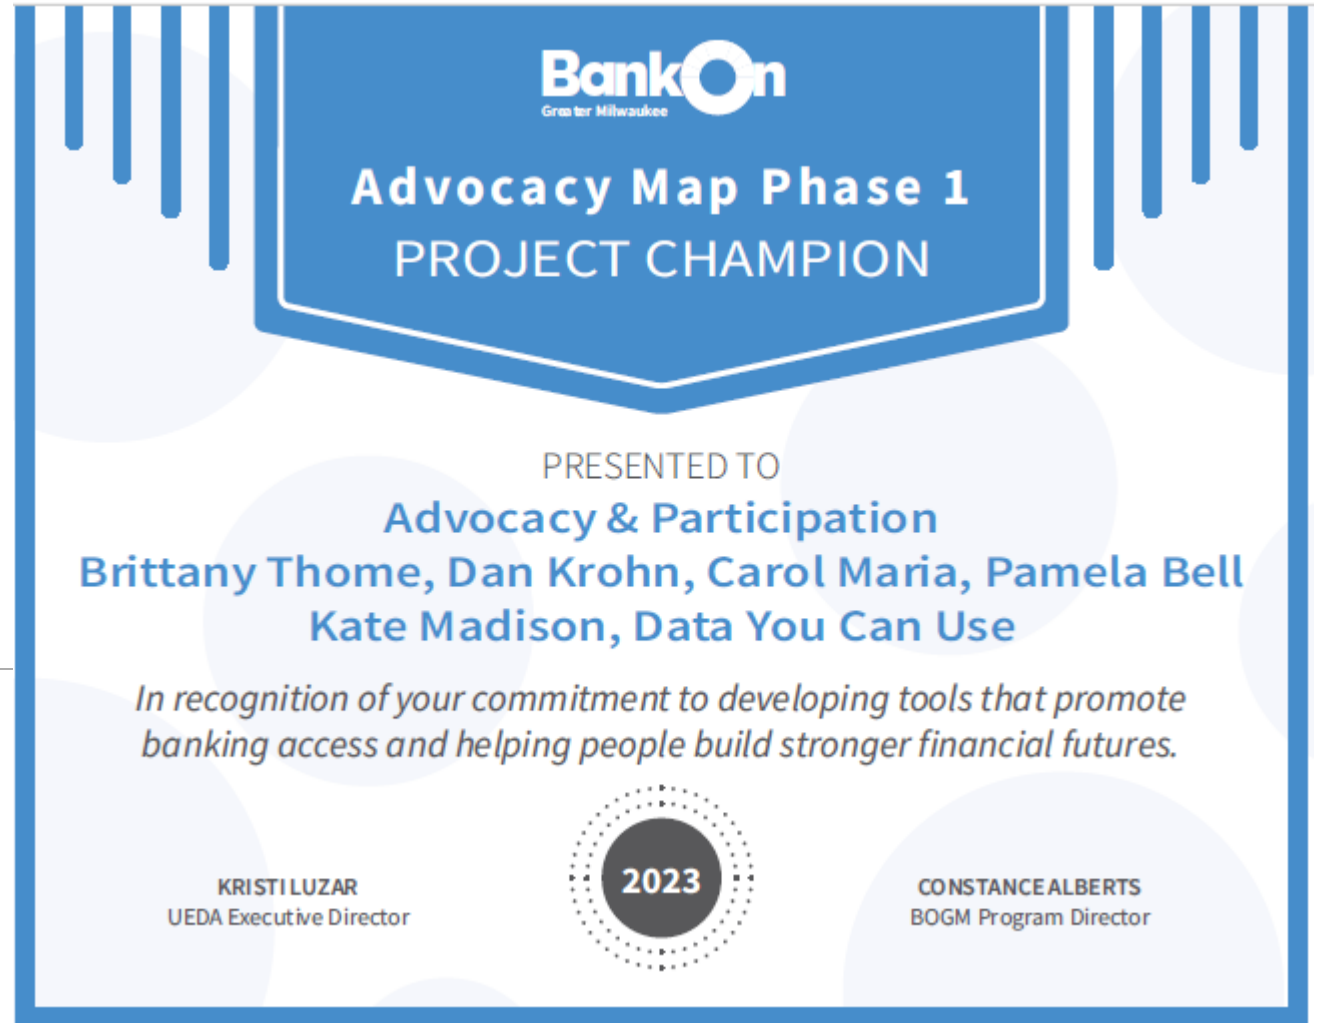 BankOn
Greater Milwaukee
Advocacy Map Phase 1
PROJECT CHAMPION
PRESENTED TO
Advocacy & Participation
Brittany Thome, Dan Krohn, Carol Maria, Pamela Bell
Kate Madison, Data You Can Use
In recognition of your commitment to developing tools that promote
banking access and helping people build stronger financial futures.
2023
KRISTI LUZAR
UEDA Executive Director
CONSTANCE ALBERTS
BOGM Program Director